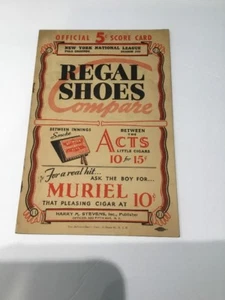 OFFICIAL 5¢ SCORE CARD
NEW YORK NATIONAL LEAGUE
REGAL
SHOES
Compare
BETWEEN INNINGS
Smoke
BETWEEN
THE
ACTS
LITTLE CIGARS
10 for 15¢
For a real hit...
ASK THE BOY FOR...
MURIEL 10¢
THAT PLEASING CIGAR AT
HARRY M. STEVENS, Inc., Publisher